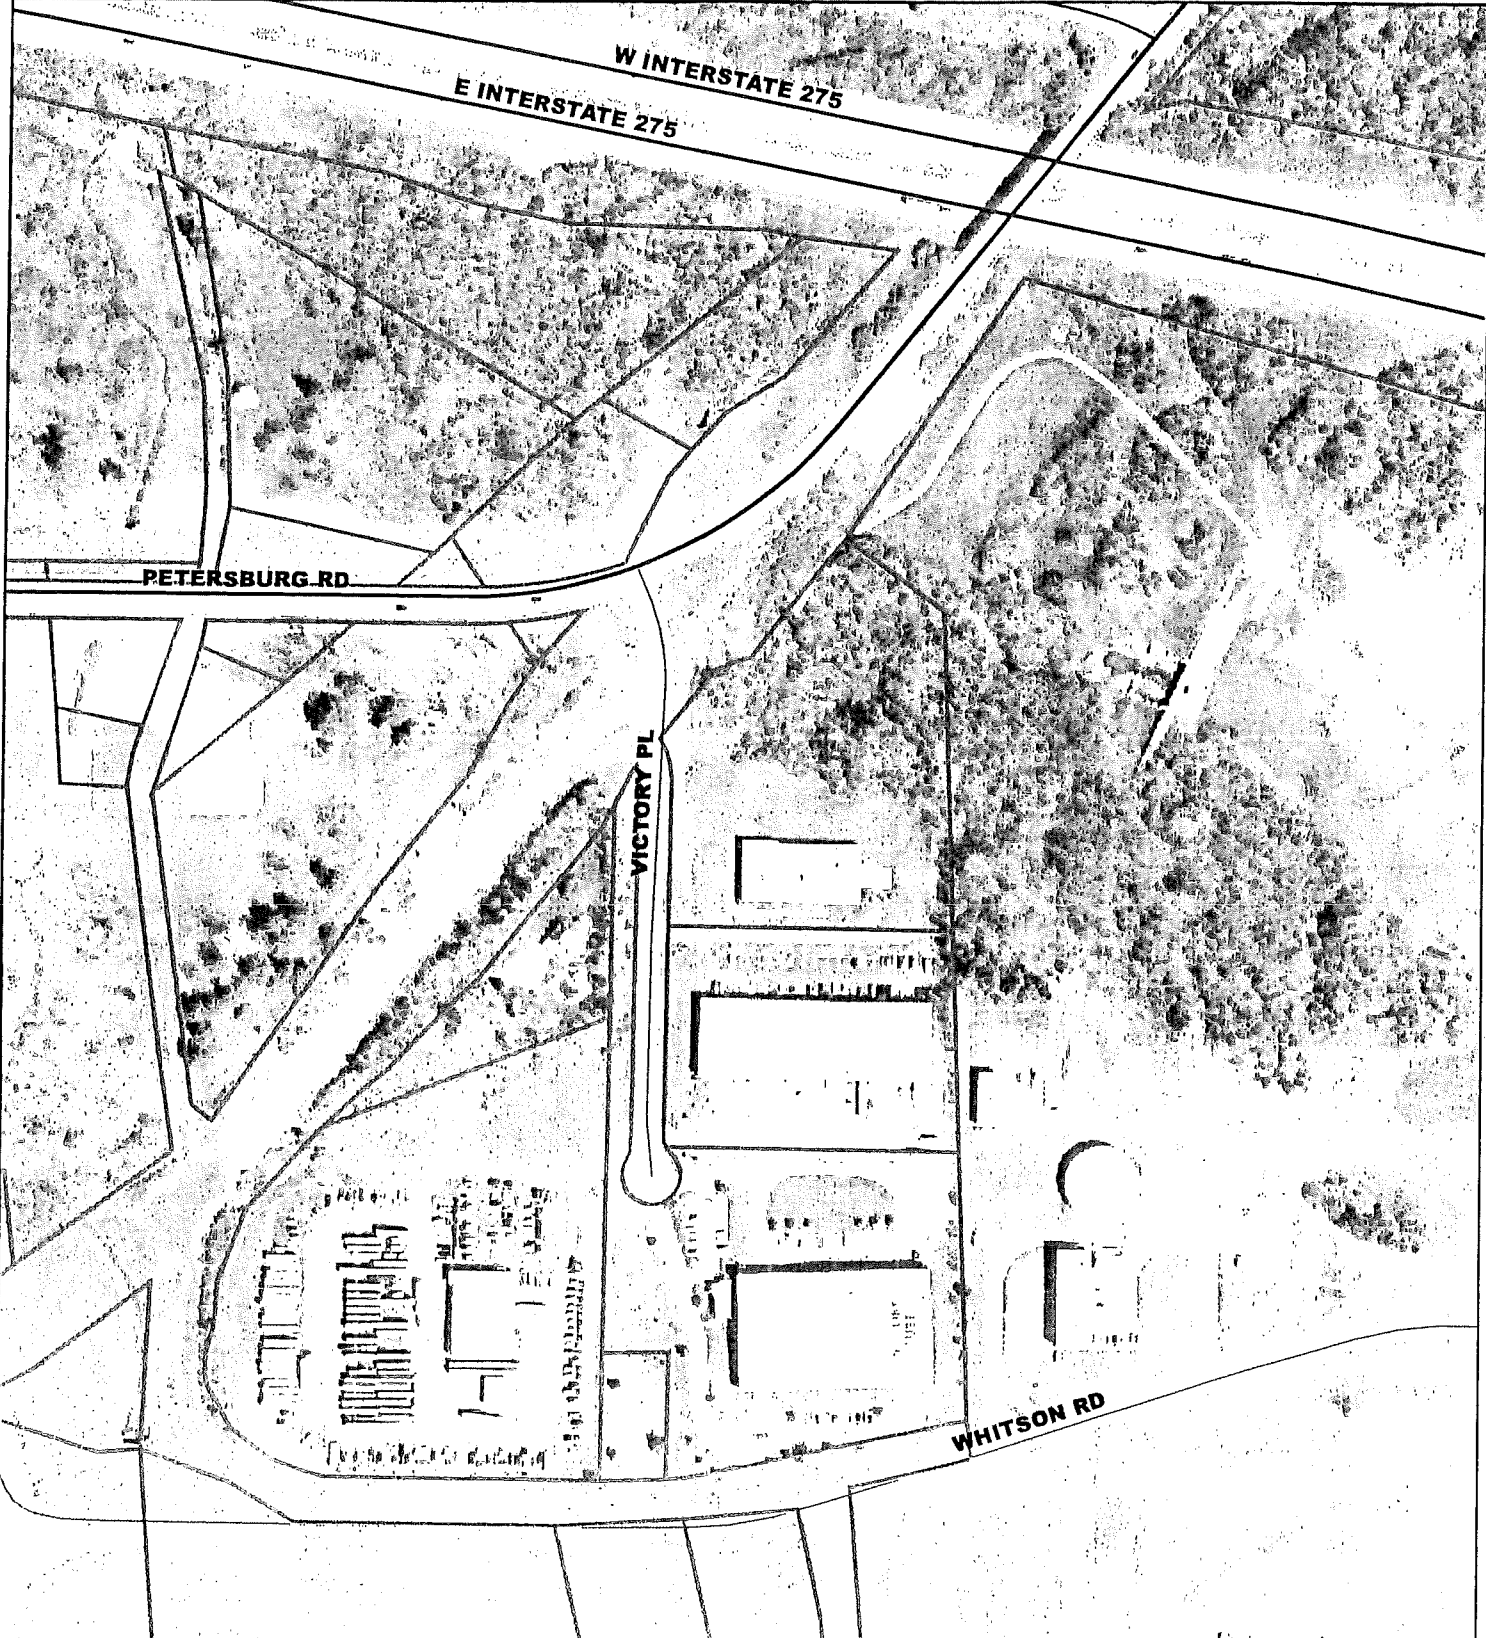 W INTERSTATE 275
E INTERSTATE 275
PETERSBURG RD
VICTORY PL
WHITSON RD